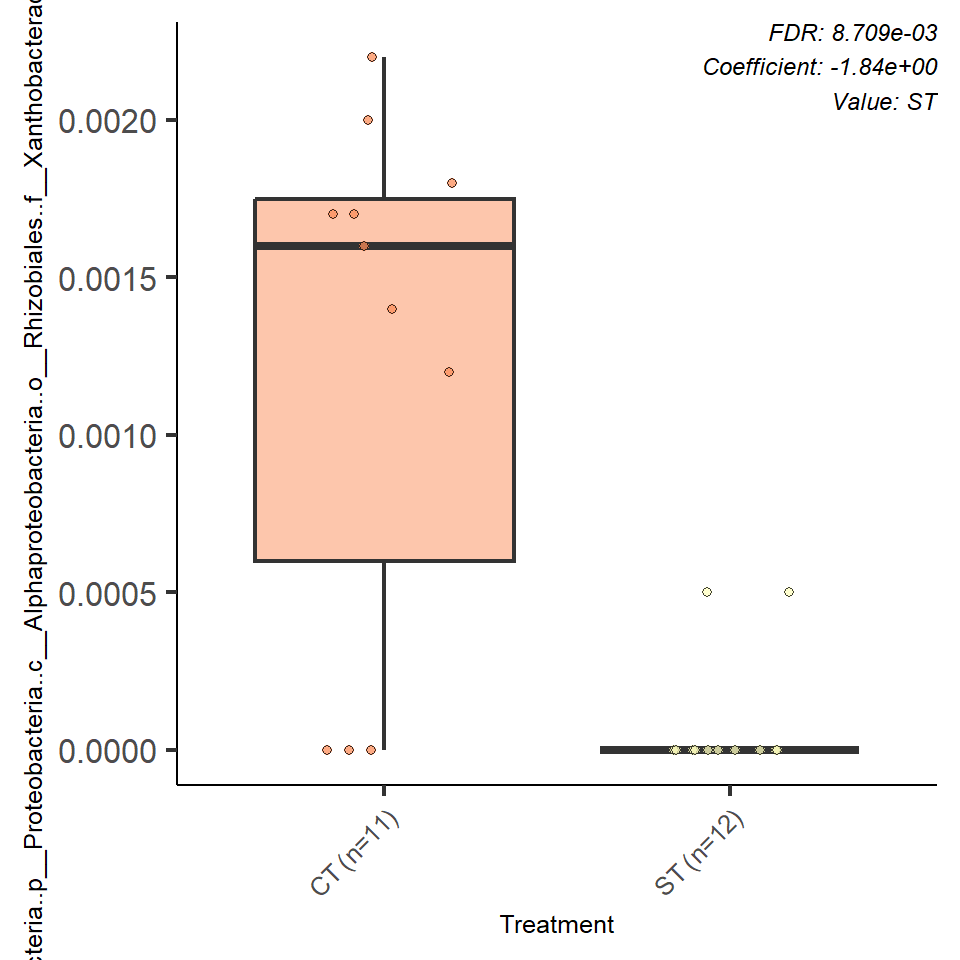 FDR: 8.709e-03
Coefficient: -1.84e+00
Value: ST
cteria..p__Proteobacteria..c__Alphaproteobacteria..o__Rhizobiales..f__Xanthobacterac
0.0020
0.0015
0.0010
0.0005
0.0000
CT (n=11)
ST (n=12)
Treatment